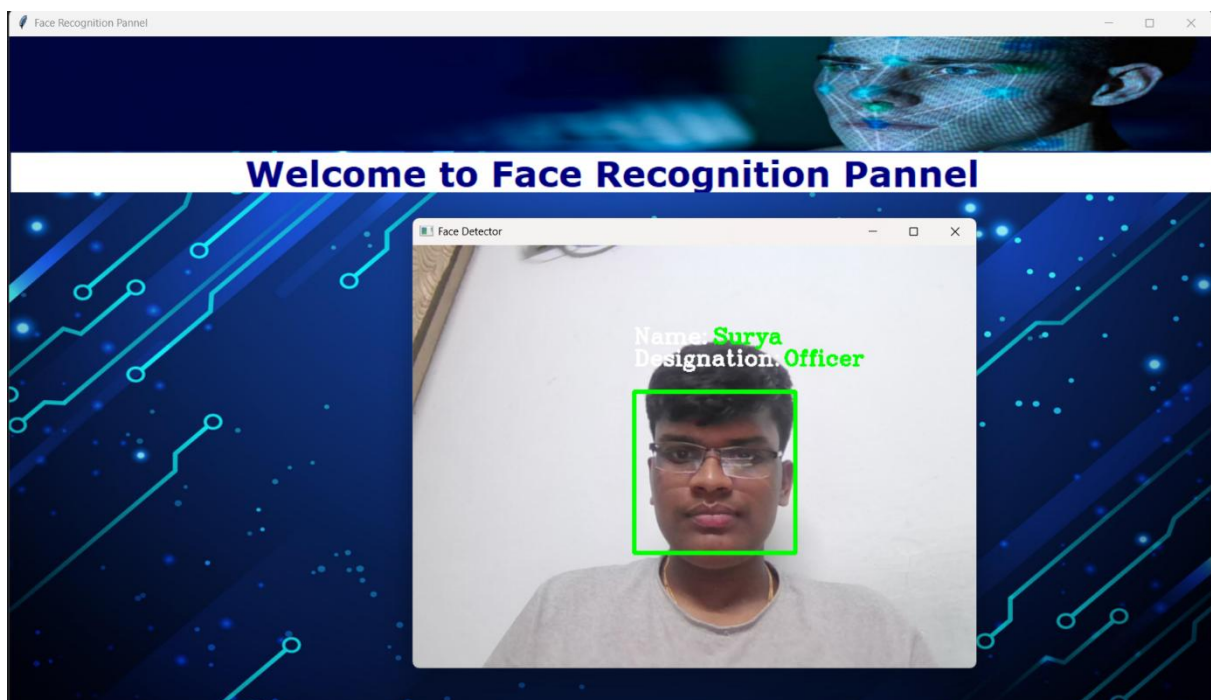 Face Recognition Pannel
Welcome to Face Recognition Pannel
Face Detector
Name: Surya
Designation: Officer